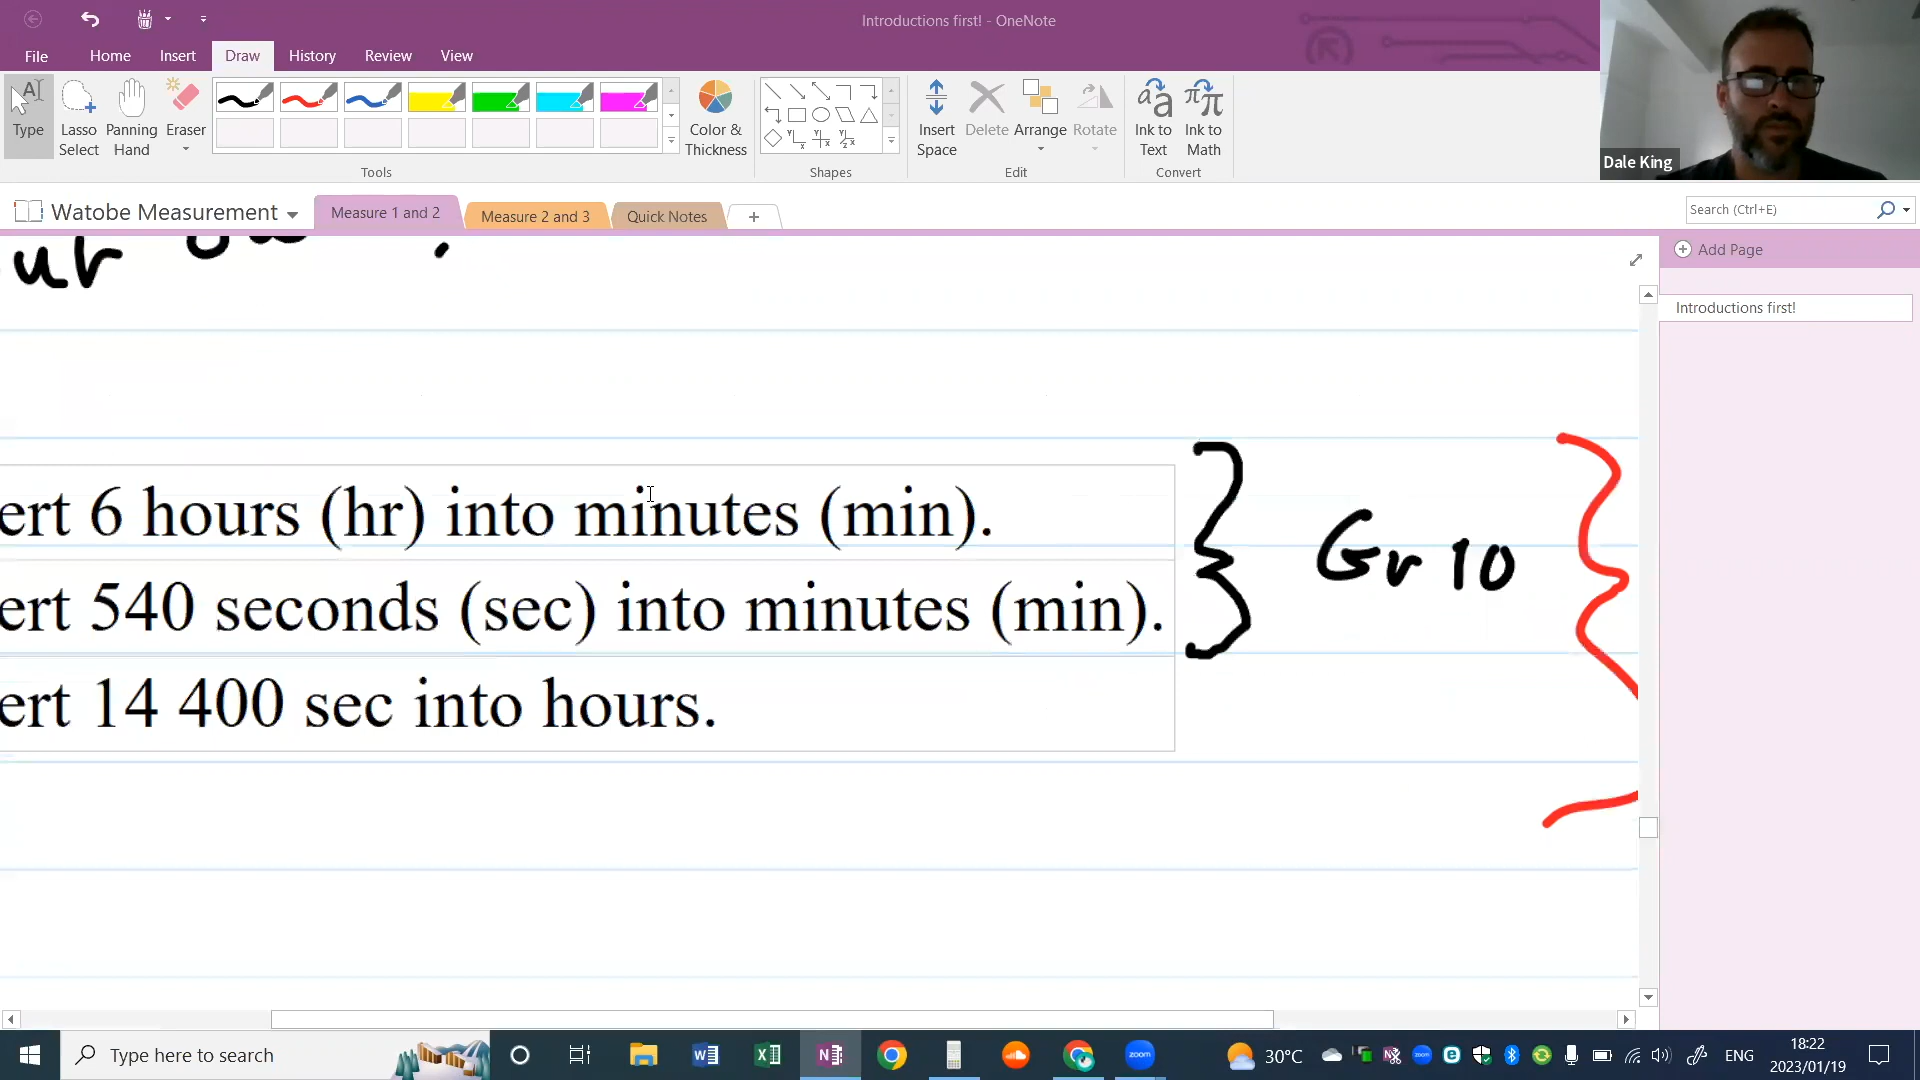 Introductions first! - OneNote
File Home Insert Draw History Review View
Type
Lasso Select
Panning Hand
Eraser
Color & Thickness
Insert Space
Delete
Arrange
Rotate
Ink to Text
Ink to Math
Tools
Shapes
Edit
Convert
Dale King
Watobe Measurement
Measure 1 and 2
Measure 2 and 3
Quick Notes
Search (Ctrl+E)
Add Page
Introductions first!
ur
ert 6 hours (hr) into minutes (min).
ert 540 seconds (sec) into minutes (min).
ert 14 400 sec into hours.
Gr 10
Type here to search
30°C
ENG
18:22
2023/01/19